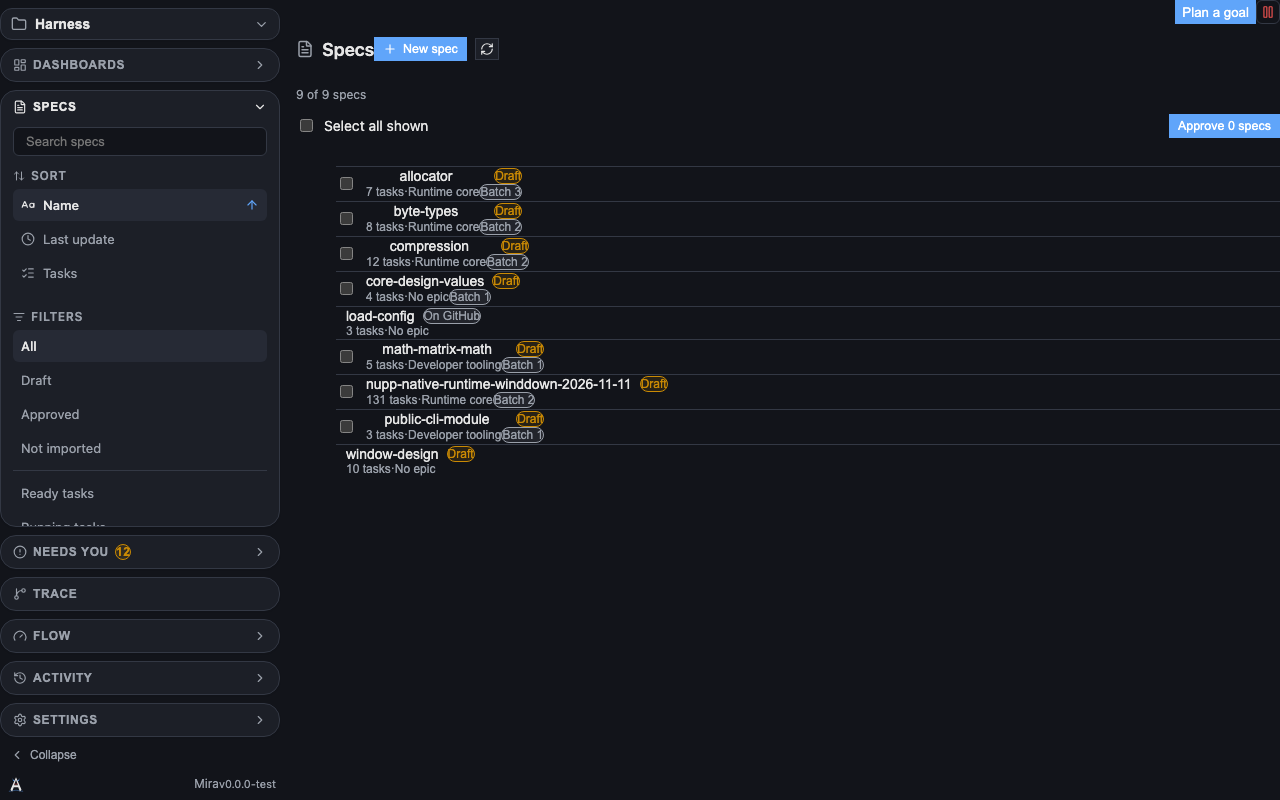 Harness
Plan a goal
Specs
New spec
DASHBOARDS
9 of 9 specs
SPECS
Search specs
SORT
Aa Name
Last update
Tasks
FILTERS
All
Draft
Approved
Not imported
Ready tasks
Running tasks
NEEDS YOU 12
TRACE
FLOW
ACTIVITY
SETTINGS
Collapse
Mirav0.0.0-test
Select all shown
Approve 0 specs
allocator Draft
7 tasks·Runtime core Batch 3
byte-types Draft
8 tasks·Runtime core Batch 2
compression Draft
12 tasks·Runtime core Batch 2
core-design-values Draft
4 tasks·No epic Batch 1
load-config On GitHub
3 tasks·No epic
math-matrix-math Draft
5 tasks·Developer tooling Batch 1
nupp-native-runtime-winddown-2026-11-11 Draft
131 tasks·Runtime core Batch 2
public-cli-module Draft
3 tasks·Developer tooling Batch 1
window-design Draft
10 tasks·No epic